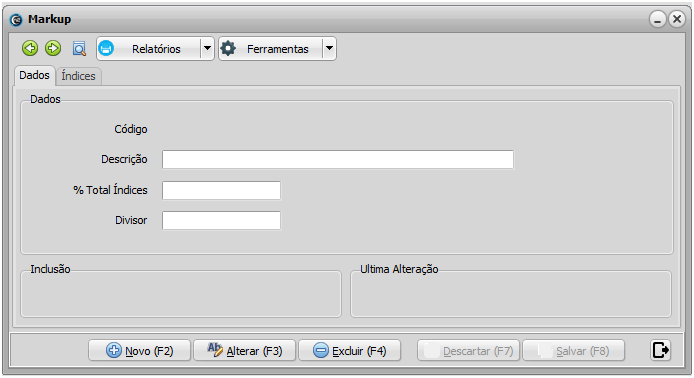 Markup
Relatórios Ferramentas
Dados Índices
Dados
Código
Descrição
% Total Índices
Divisor
Inclusão Ultima Alteração
Novo (F2) Alterar (F3) Excluir (F4) Descartar (F7) Salvar (F8)